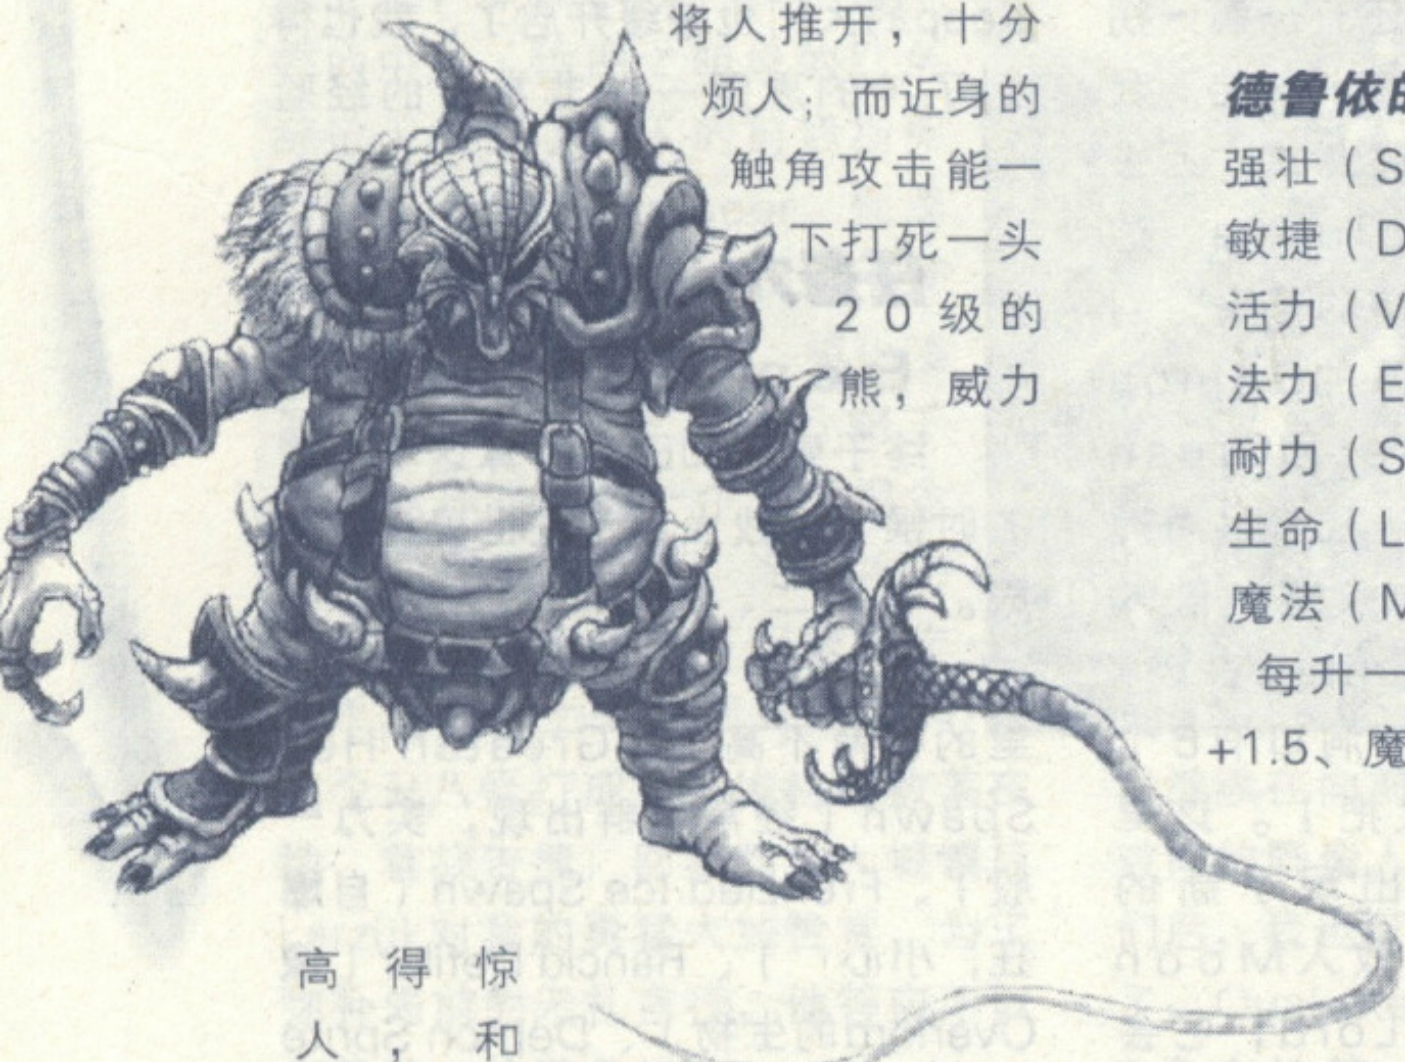 将人推开，十分
烦人；而近身的
触角攻击能一
下打死一头
20级的
熊，威力
高得惊
人，和
德鲁依的
强壮（S
敏捷（D
活力（V
法力（E
耐力（S
生命（L
魔法（M
每升一
+1.5、魔